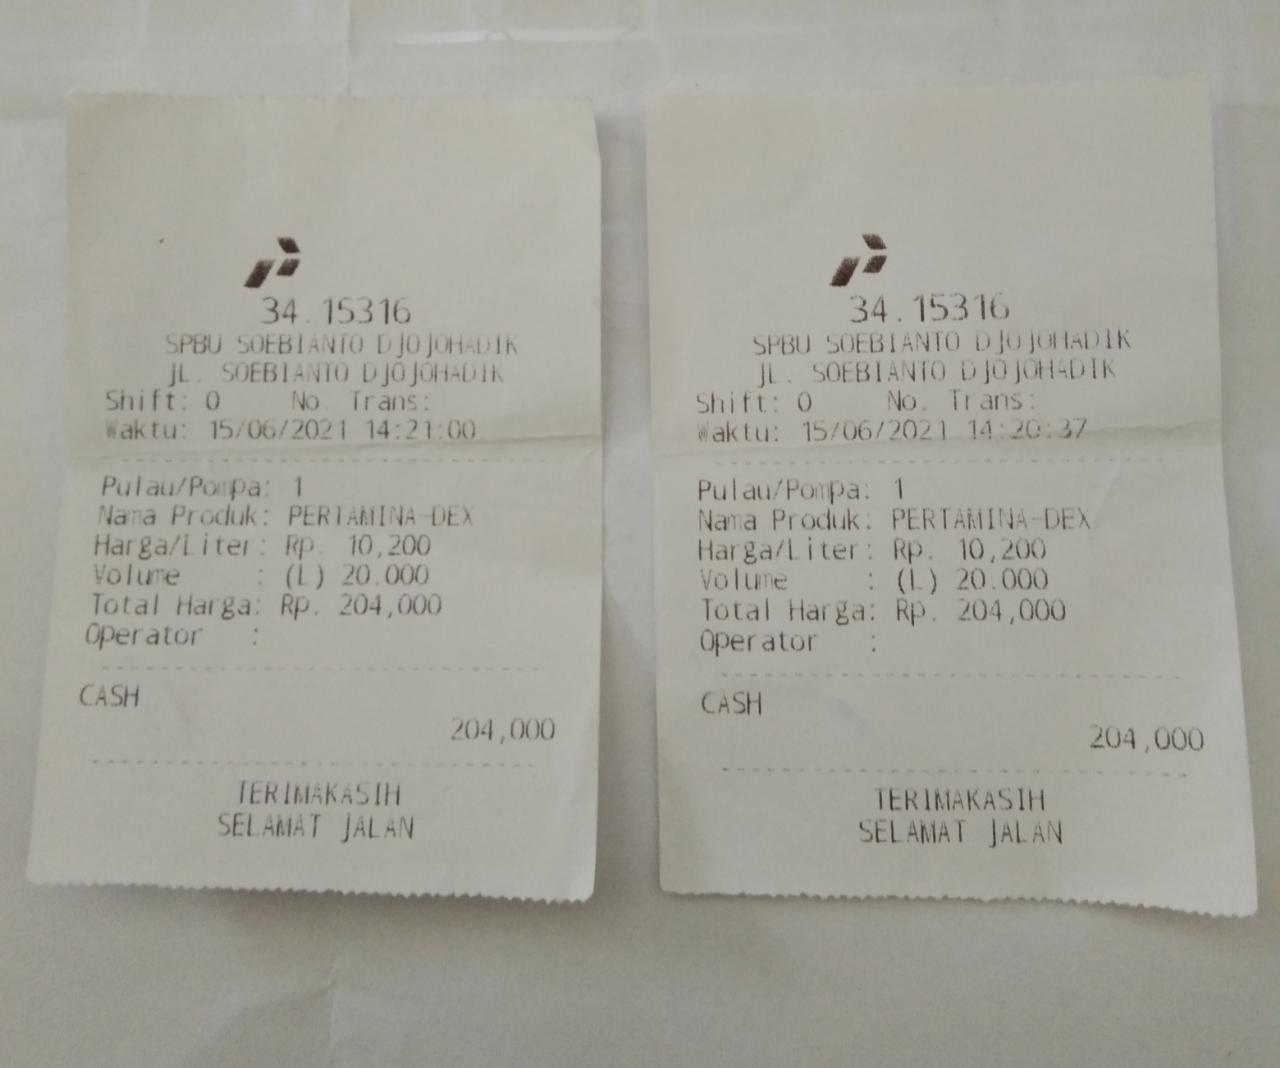 34.15316
SPBU SOEBIANTO DJOJOHADIK
JL. SOEBIANTO DJOJOHADIK
Shift: 0 No. Trans:
Waktu: 15/06/2021 14:21:00
Pulau/Pompa: 1
Nama Produk: PERTAMINA-DEX
Harga/Liter: Rp. 10,200
Volume : (L) 20.000
Total Harga: Rp. 204,000
Operator :
CASH
204,000
TERIMAKASIH
SELAMAT JALAN
34.15316
SPBU SOEBIANTO DJOJOHADIK
JL. SOEBIANTO DJOJOHADIK
Shift: 0 No. Trans:
Waktu: 15/06/2021 14:20:37
Pulau/Pompa: 1
Nama Produk: PERTAMINA-DEX
Harga/Liter: Rp. 10,200
Volume : (L) 20.000
Total Harga: Rp. 204,000
Operator :
CASH
204,000
TERIMAKASIH
SELAMAT JALAN